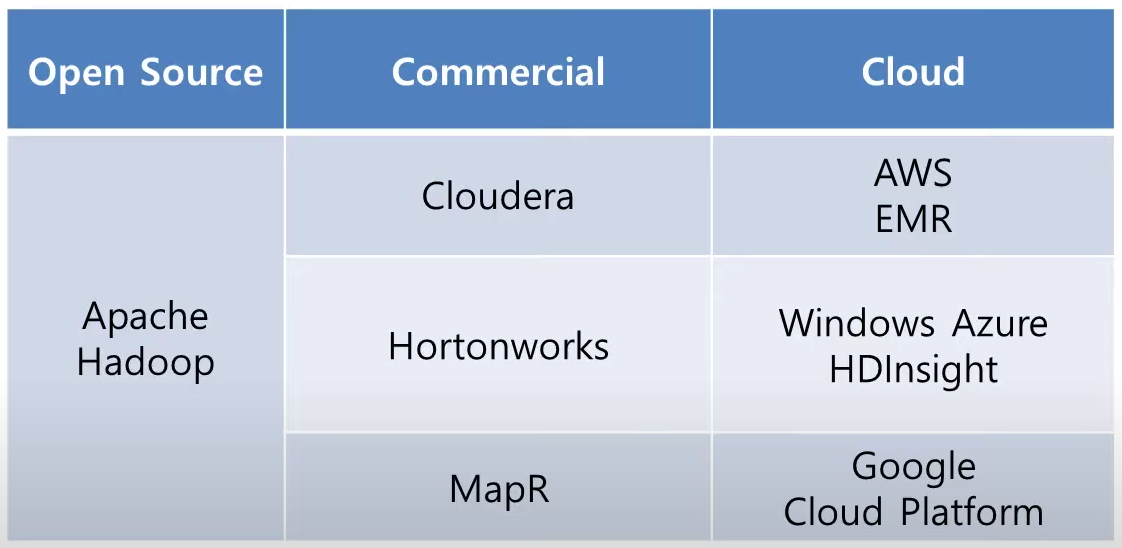 Open Source
Commercial
Cloud
Apache
Hadoop
Cloudera
AWS
EMR
Hortonworks
Windows Azure
HDInsight
MapR
Google
Cloud Platform